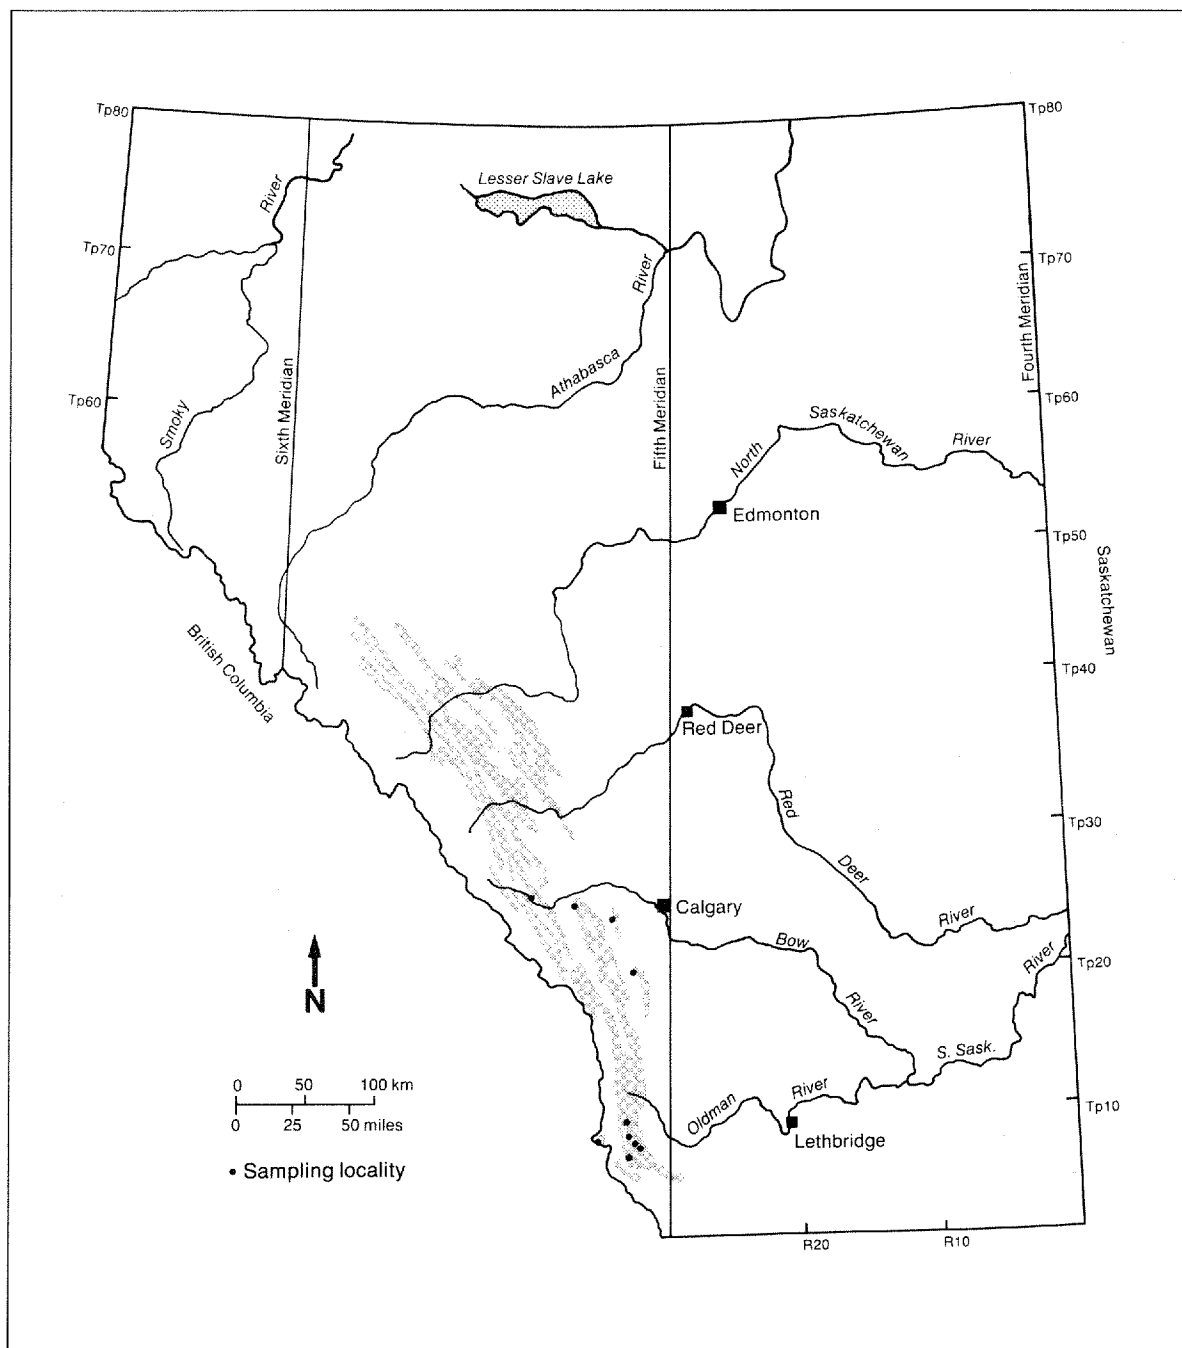 Tp80
Tp80
Lesser Slave Lake
River
Tp70
River
Tp70
Fourth Meridian
Athabasca
Sixth Meridian
Fifth Meridian
Tp60
Tp60
Smoky
Saskatchewan
River
North
Edmonton
Tp50
Saskatchewan
British Columbia
Tp40
Red Deer
Red
Tp30
Deer
Calgary
River
Bow
River
Tp20
N
River
S. Sask.
0 50 100 km
0 25 50 miles
Oldman
River
Tp10
Lethbridge
• Sampling locality
R20
R10